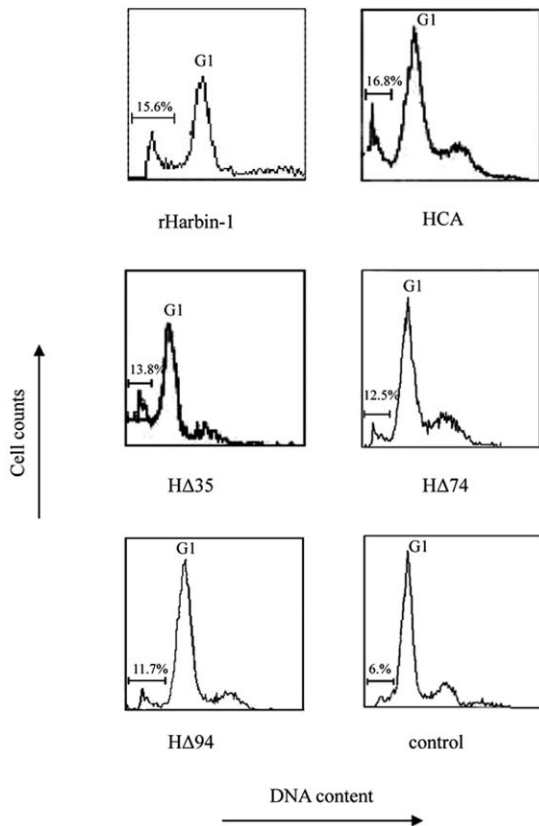 G1
15.6%
rHarbin-1
G1
16.8%
HCA
G1
13.8%
HΔ35
G1
12.5%
HΔ74
G1
11.7%
HΔ94
G1
6.%
control
Cell counts
DNA content